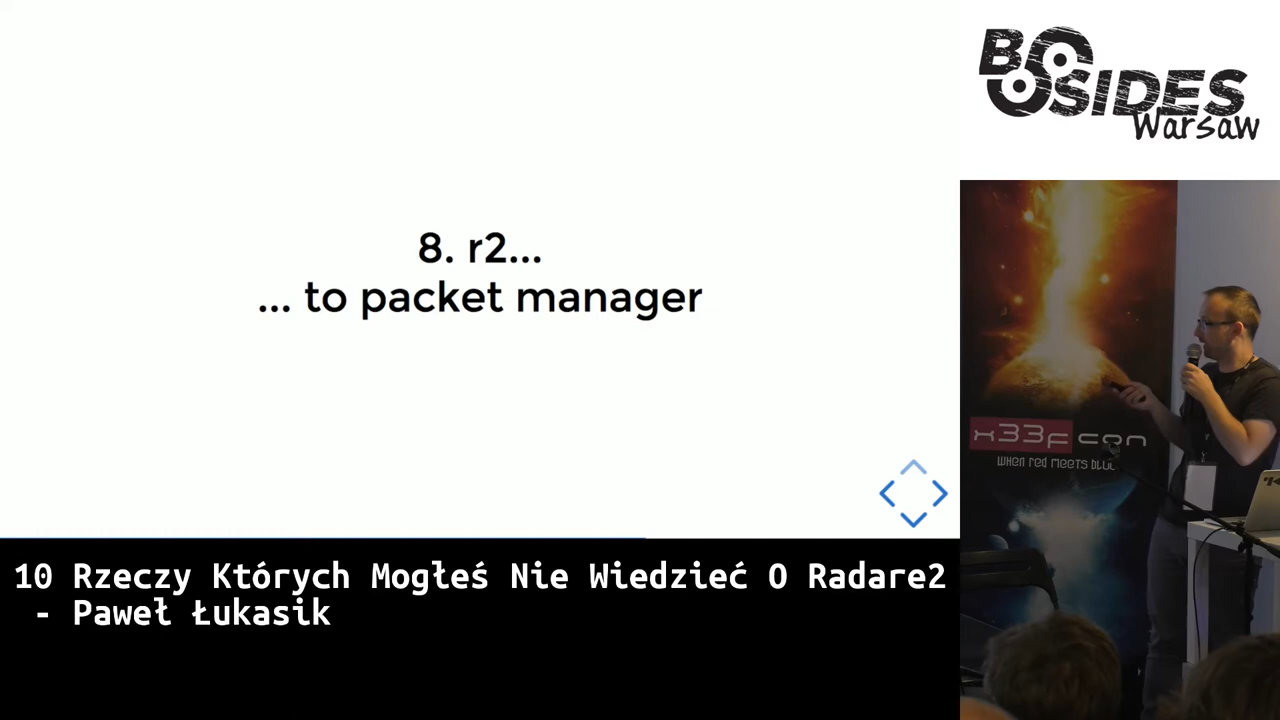 8. r2...
... to packet manager
10 Rzeczy Których Mogłeś Nie Wiedzieć O Radare2
- Paweł Łukasik
BSIDES
Warsaw
x33fcon
When red meets blue